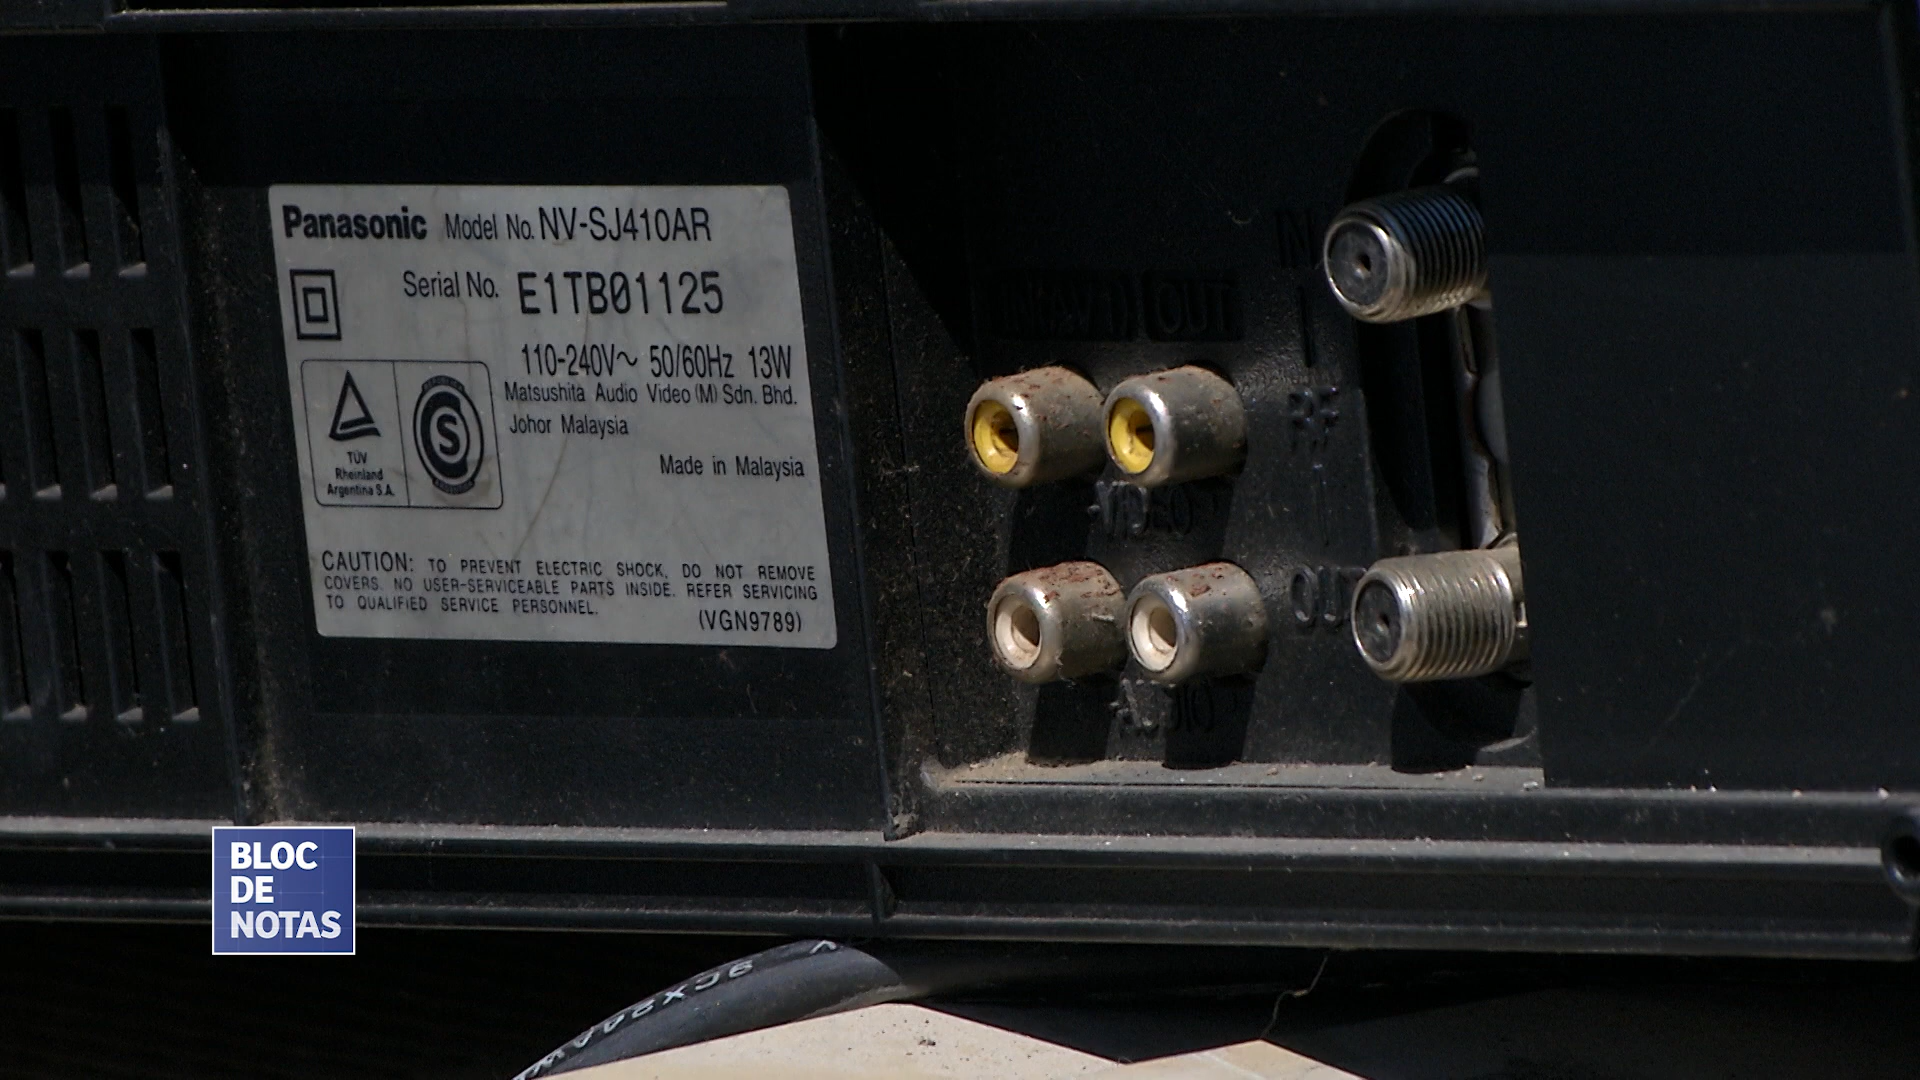 Panasonic Model No. NV-SJ410AR
Serial No. E1TB01125
110-240V~ 50/60Hz 13W
Matsushita Audio Video (M) Sdn. Bhd.
Johor Malaysia
Made in Malaysia
TÜV
Rheinland
Argentina S.A.
S
CAUTION: TO PREVENT ELECTRIC SHOCK, DO NOT REMOVE
COVERS. NO USER-SERVICEABLE PARTS INSIDE. REFER SERVICING
TO QUALIFIED SERVICE PERSONNEL.
(VGN9789)
OUT
VIDEO
AUDIO
IN
RF
OUT
BLOC
DE
NOTAS